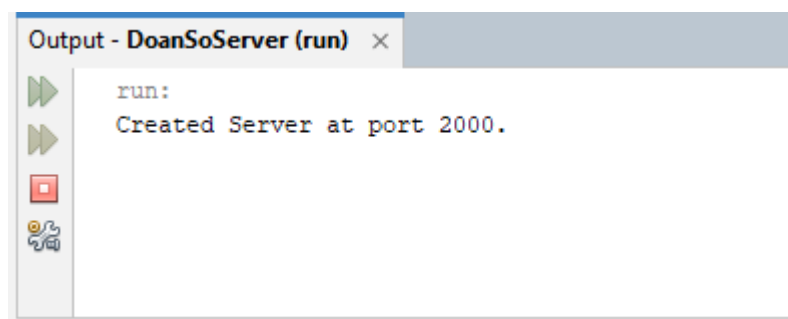 Output - DoanSoServer (run) ×
run:
Created Server at port 2000.